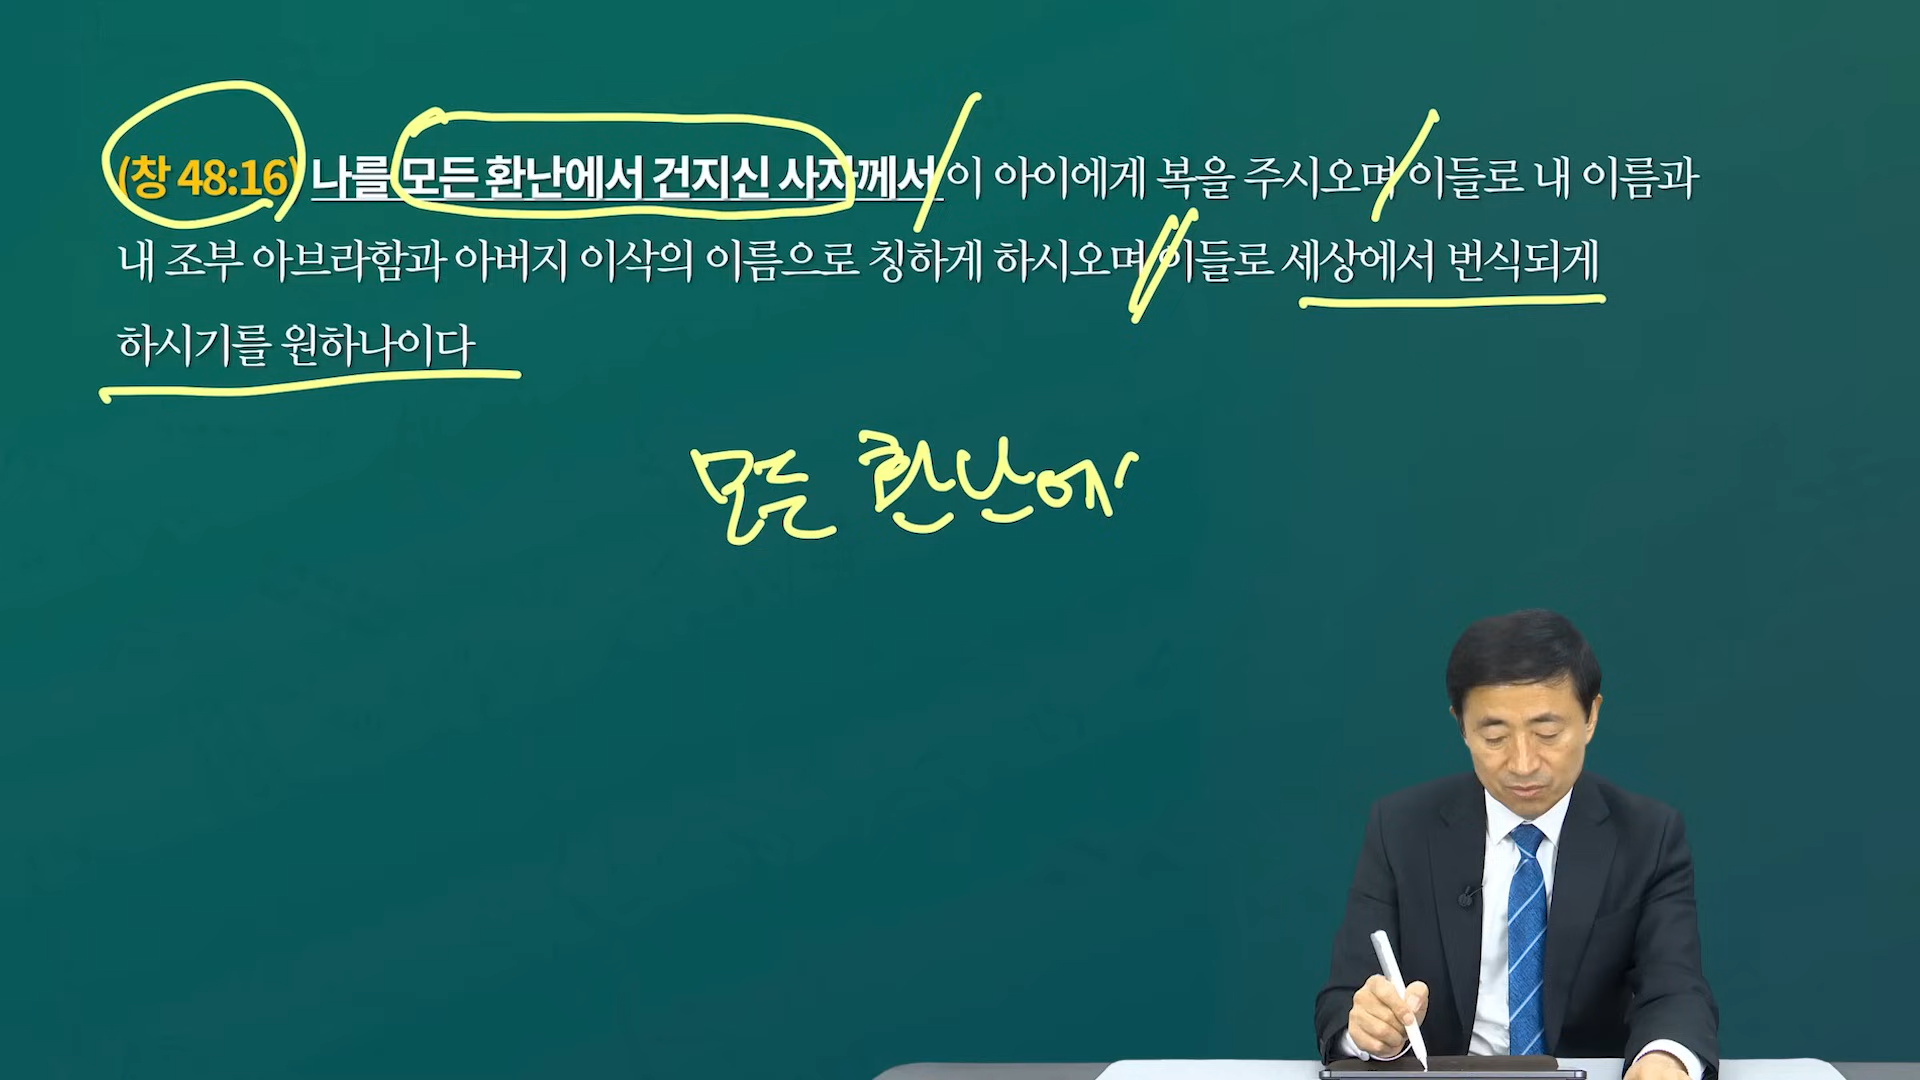 (창 48:16) 나를 모든 환난에서 건지신 사자께서 이 아이에게 복을 주시오며 이들로 내 이름과
내 조부 아브라함과 아버지 이삭의 이름으로 칭하게 하시오며 이들로 세상에서 번식되게
하시기를 원하나이다
모든 환난에